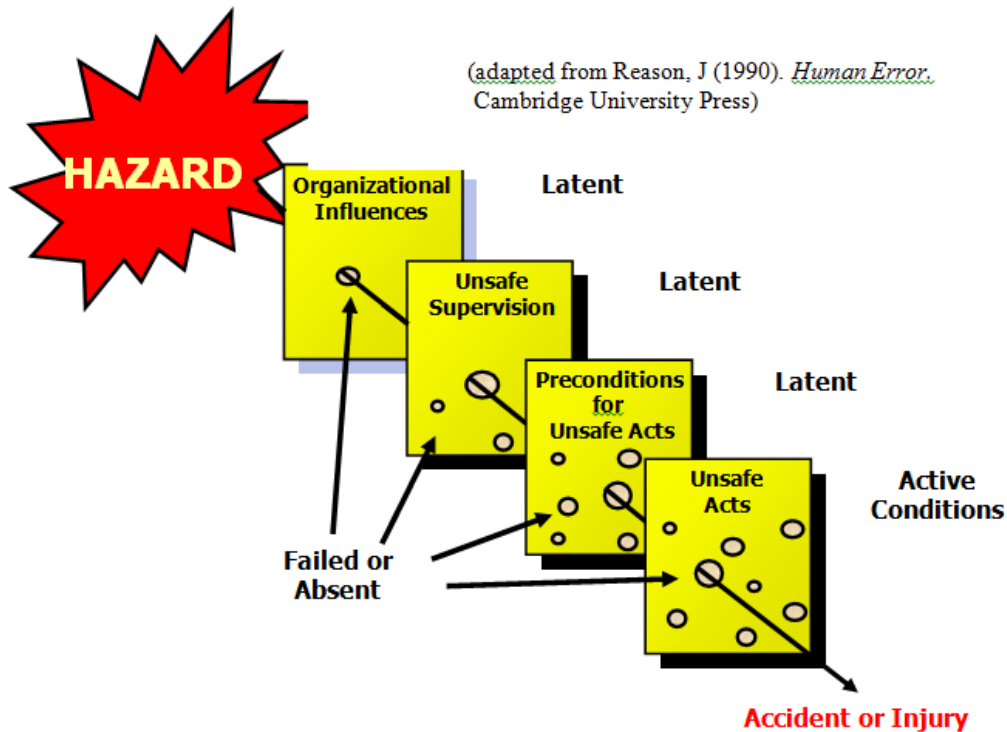 (adapted from Reason, J (1990). Human Error.
Cambridge University Press)
HAZARD
Organizational
Influences
Latent
Unsafe
Supervision
Latent
Preconditions
for
Unsafe Acts
Latent
Unsafe
Acts
Active
Conditions
Failed or
Absent
Accident or Injury